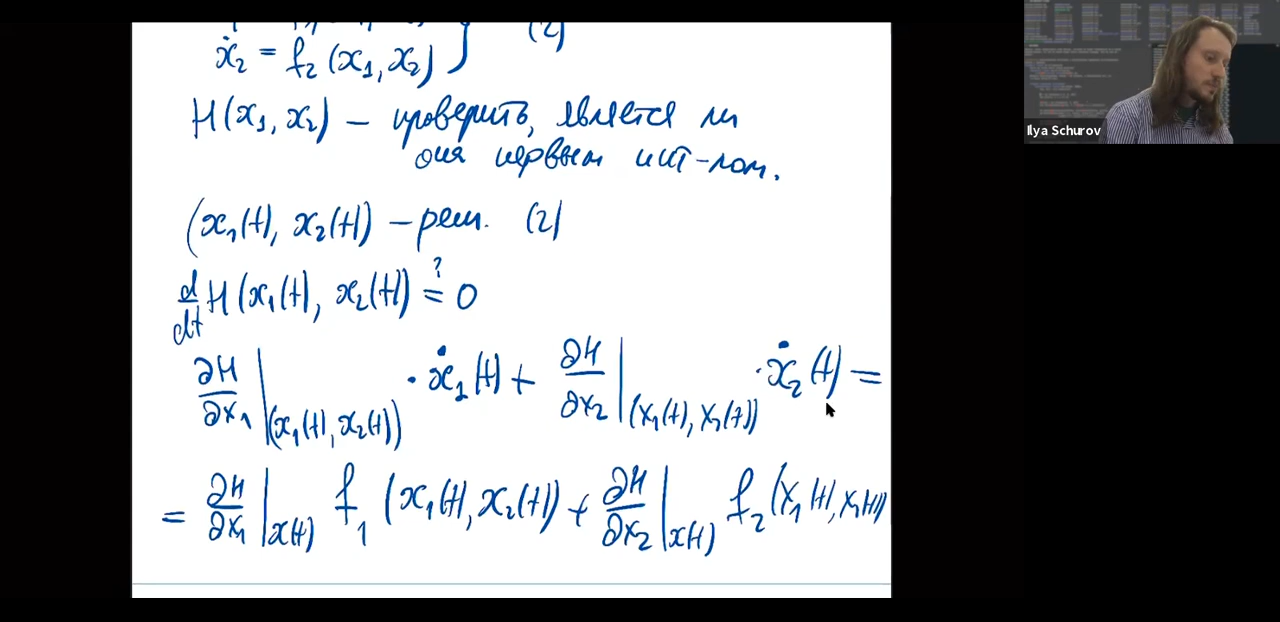 ẋ₂ = f₂(x₁, x₂) } (2)
H(x₁, x₂) – проверить, является ли
она первым инт-лом.
(x₁(t), x₂(t)) – реш. (2)
d/dt H(x₁(t), x₂(t)) ≟ 0
∂H/∂x₁ |(x₁(t), x₂(t)) · ẋ₁(t) + ∂H/∂x₂ |(x₁(t), x₂(t)) · ẋ₂(t) =
= ∂H/∂x₁ |x(t) f₁(x₁(t), x₂(t)) + ∂H/∂x₂ |x(t) f₂(x₁(t), x₂(t))
Ilya Schurov